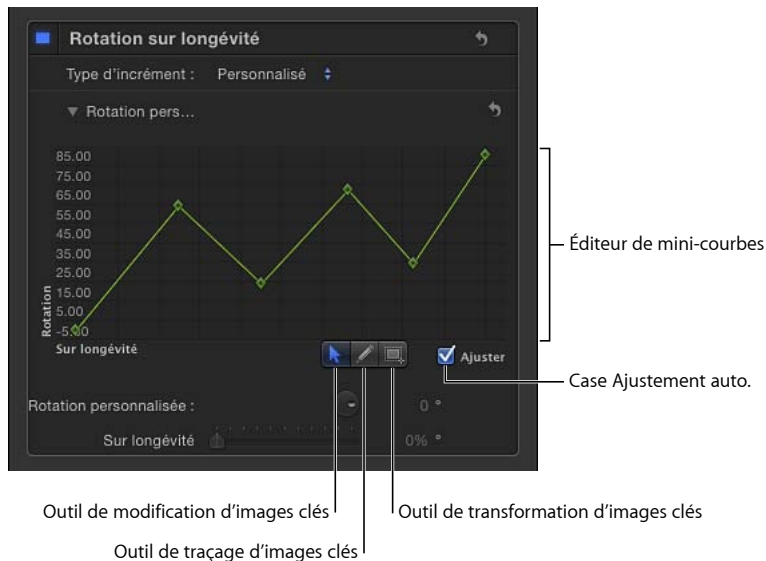 Rotation sur longévité
Type d’incrément : Personnalisé
Rotation pers...
85.00
75.00
65.00
55.00
45.00
35.00
25.00
15.00
5.00
-5.00
Rotation
Sur longévité
Ajuster
Rotation personnalisée : 0 °
Sur longévité 0% °
Éditeur de mini-courbes
Case Ajustement auto.
Outil de modification d’images clés
Outil de transformation d’images clés
Outil de traçage d’images clés